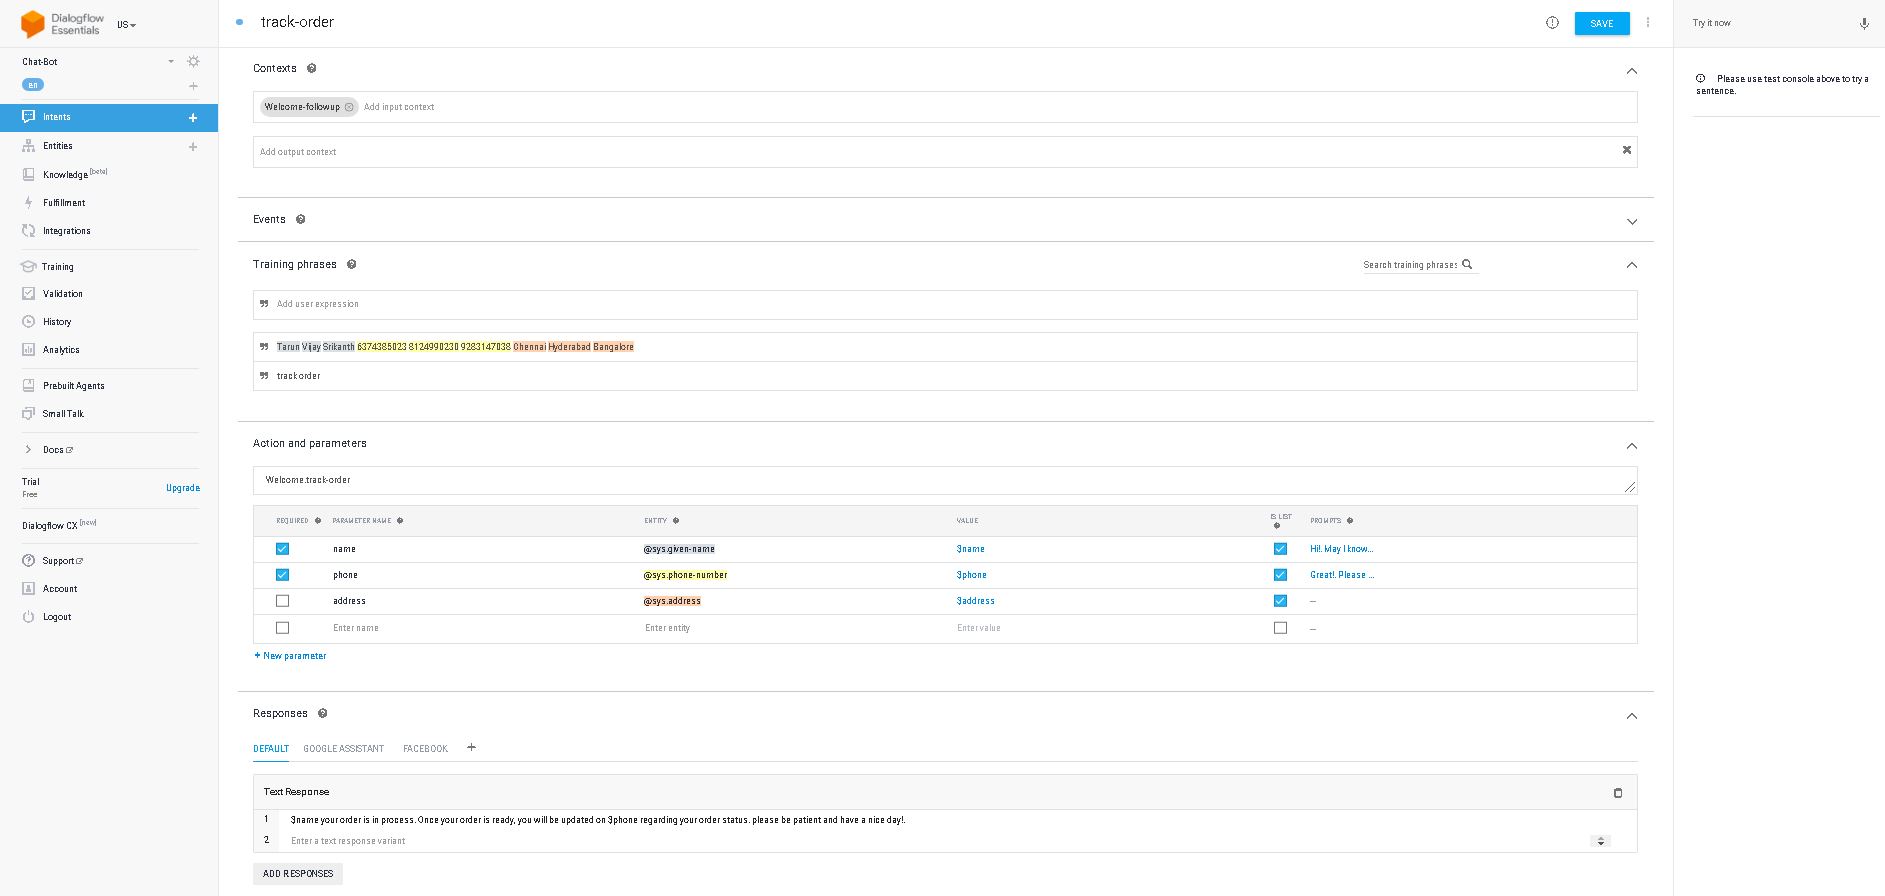 Dialogflow
Essentials
US
track-order
SAVE
Try it now
Chat-Bot
en
Intents
Entities
Knowledge [beta]
Fulfillment
Integrations
Training
Validation
History
Analytics
Prebuilt Agents
Small Talk
Docs
Trial
Free
Upgrade
Dialogflow CX [new]
Support
Account
Logout
Contexts
Welcome-followup Add input context
Add output context
Events
Training phrases
Search training phrases
Add user expression
Tarun Vijay Srikanth 6374385023 8124990230 9283147038 Chennai Hyderabad Bangalore
track order
Action and parameters
Welcome.track-order
REQUIRED PARAMETER NAME ENTITY VALUE IS LIST PROMPTS
name @sys.given-name $name Hi!. May I know...
phone @sys.phone-number $phone Great!. Please ...
address @sys.address $address –
Enter name Enter entity Enter value –
+ New parameter
Responses
DEFAULT GOOGLE ASSISTANT FACEBOOK +
Text Response
1 $name your order is in process. Once your order is ready, you will be updated on $phone regarding your order status. please be patient and have a nice day!.
2 Enter a text response variant
ADD RESPONSES
Please use test console above to try a
sentence.